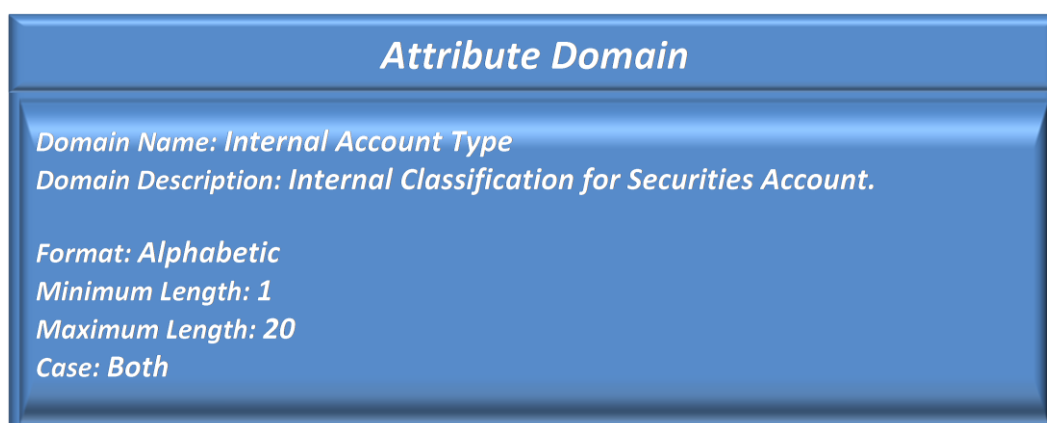 Attribute Domain
Domain Name: Internal Account Type
Domain Description: Internal Classification for Securities Account.
Format: Alphabetic
Minimum Length: 1
Maximum Length: 20
Case: Both